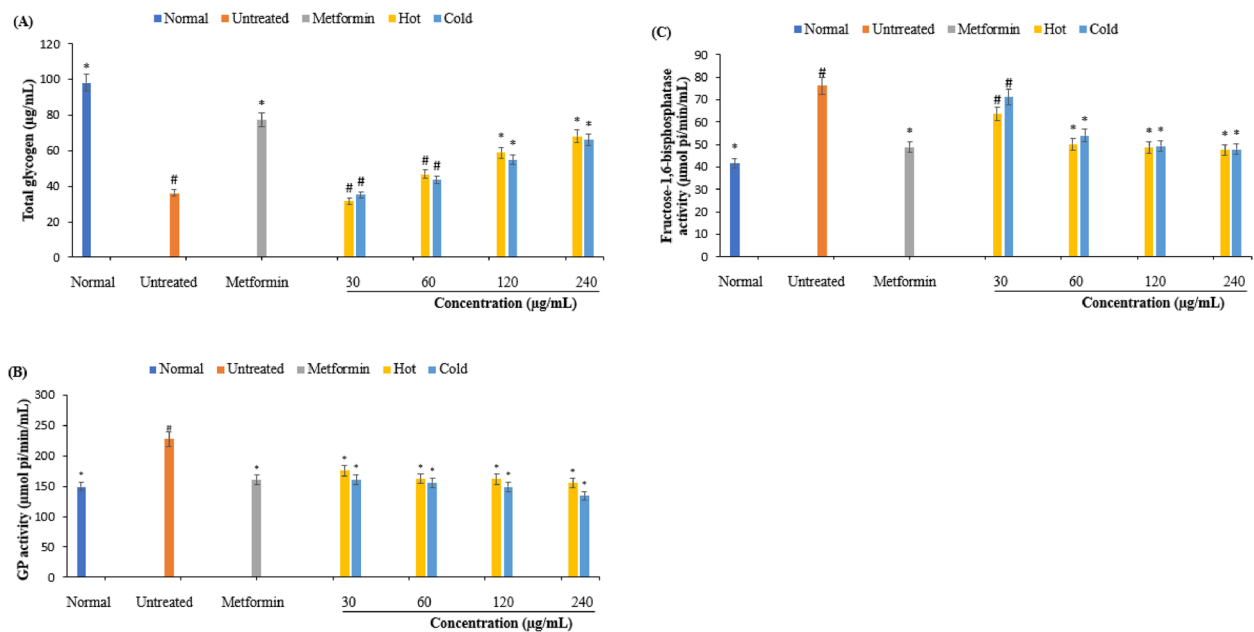 (A)
Normal Untreated Metformin Hot Cold
Total glycogen (µg/mL)
120
100
80
60
40
20
0
* # * # # # # * * * *
Normal Untreated Metformin 30 60 120 240
Concentration (µg/mL)
(B)
Normal Untreated Metformin Hot Cold
GP activity (µmol pi/min/mL)
300
250
200
150
100
50
0
* # * * * * * * * * *
Normal Untreated Metformin 30 60 120 240
Concentration (µg/mL)
(C)
Normal Untrreated Metformin Hot Cold
Fructose-1,6-bisphosphatase
activity (µmol pi/min/mL)
90
80
70
60
50
40
30
20
10
0
* # * # # * * * * * *
Normal Untreated Metformin 30 60 120 240
Concentration (µg/mL)